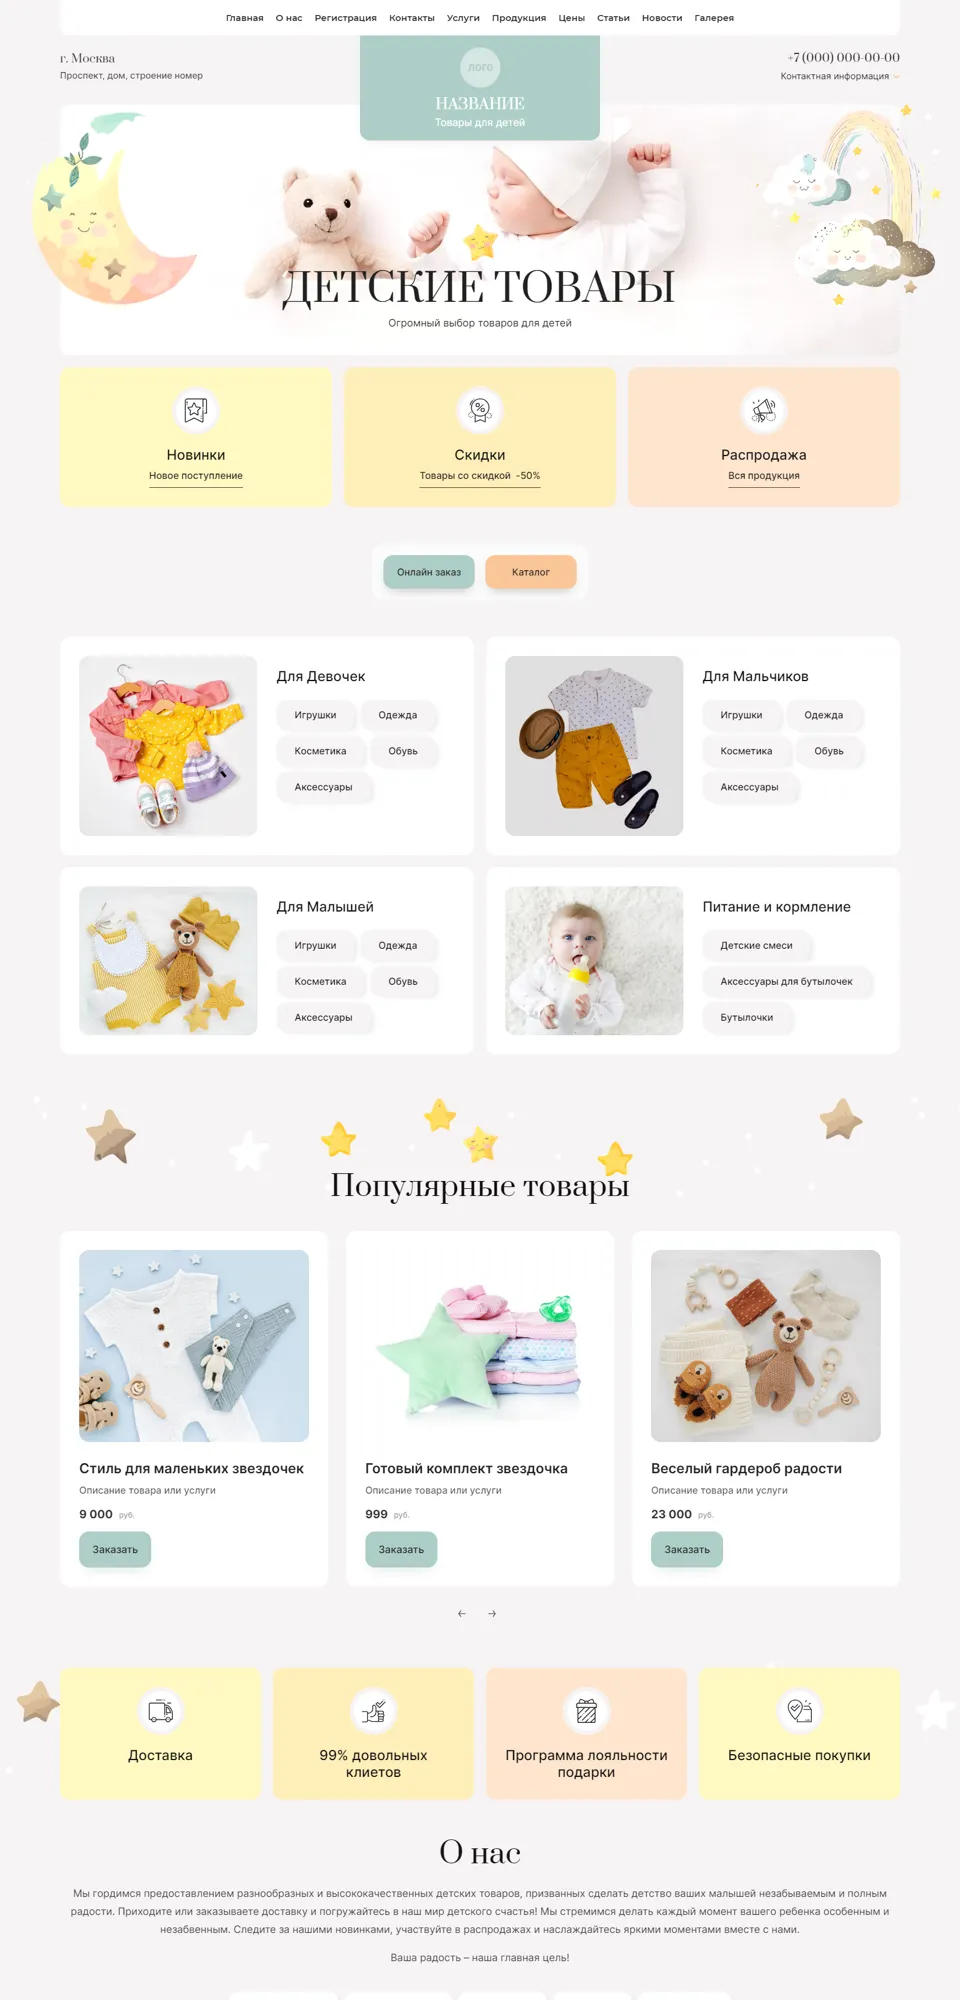 Главная О нас Регистрация Контакты Услуги Продукция Цены Статьи Новости Галерея
г. Москва
Проспект, дом, строение номер
ЛОГО
НАЗВАНИЕ
Товары для детей
+7 (000) 000-00-00
Контактная информация
ДЕТСКИЕ ТОВАРЫ
Огромный выбор товаров для детей
Новинки
Новое поступление
Скидки
Товары со скидкой -50%
Распродажа
Вся продукция
Онлайн заказ
Каталог
Для Девочек
Игрушки Одежда
Косметика Обувь
Аксессуары
Для Мальчиков
Игрушки Одежда
Косметика Обувь
Аксессуары
Для Малышей
Игрушки Одежда
Косметика Обувь
Аксессуары
Питание и кормление
Детские смеси
Аксессуары для бутылочек
Бутылочки
Популярные товары
Стиль для маленьких звездочек
Описание товара или услуги
9 000 руб.
Заказать
Готовый комплект звездочка
Описание товара или услуги
999 руб.
Заказать
Веселый гардероб радости
Описание товара или услуги
23 000 руб.
Заказать
Доставка
99% довольных
клиетов
Программа лояльности
подарки
Безопасные покупки
О нас
Мы гордимся предоставлением разнообразных и высококачественных детских товаров, призванных сделать детство ваших малышей незабываемым и полным
радости. Приходите или заказываете доставку и погружайтесь в наш мир детского счастья! Мы стремимся делать каждый момент вашего ребенка особенным и
незабвенным. Следите за нашими новинками, участвуйте в распродажах и наслаждайтесь яркими моментами вместе с нами.
Ваша радость – наша главная цель!